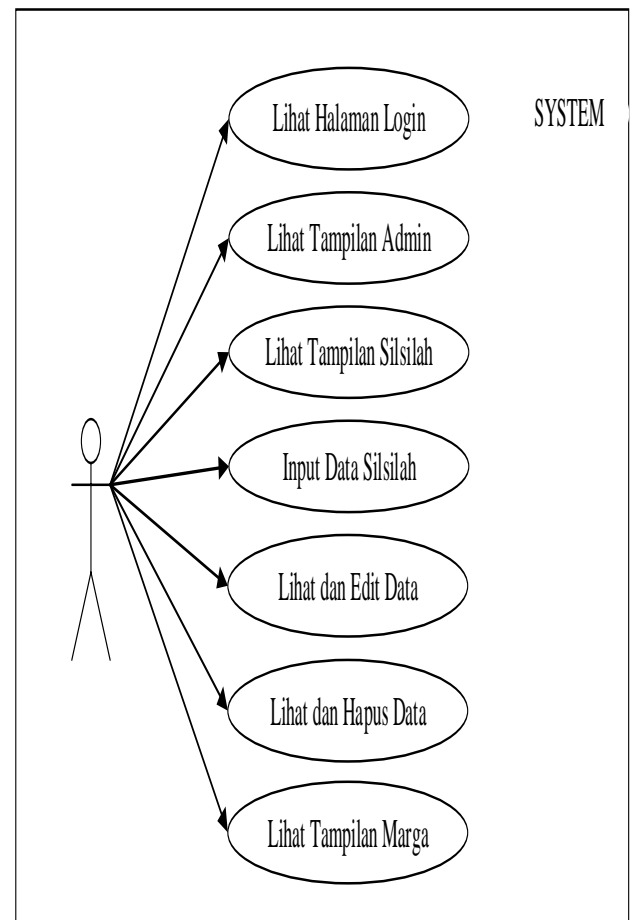 Lihat Halaman Login
SYSTEM
Lihat Tampilan Admin
Lihat Tampilan Silsilah
Input Data Silsilah
Lihat dan Edit Data
Lihat dan Hapus Data
Lihat Tampilan Marga